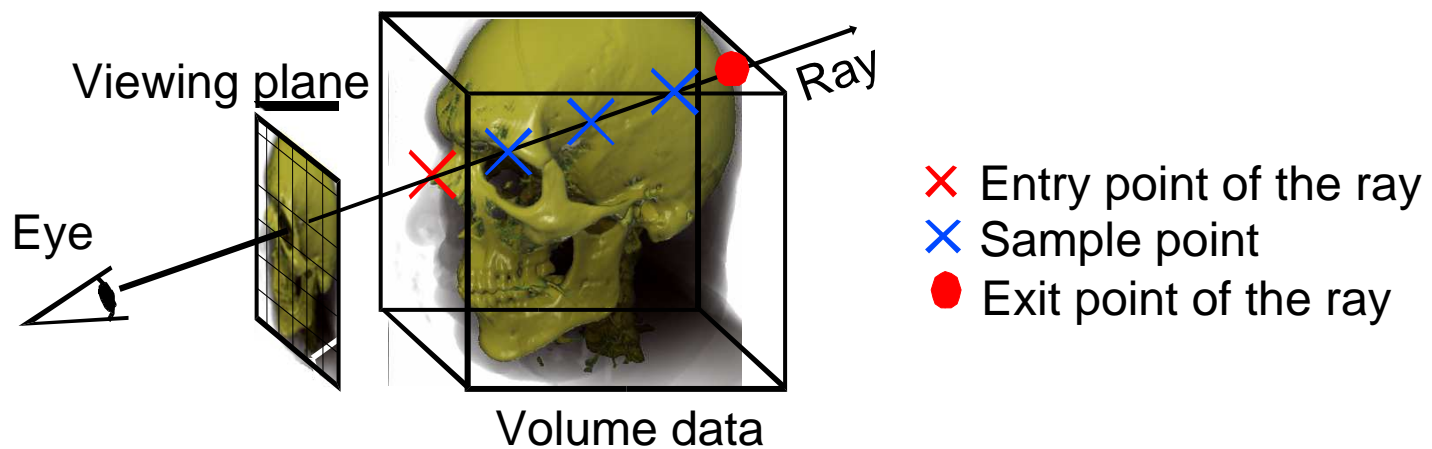 Viewing plane
Ray
Eye
Entry point of the ray
Sample point
Exit point of the ray
Volume data